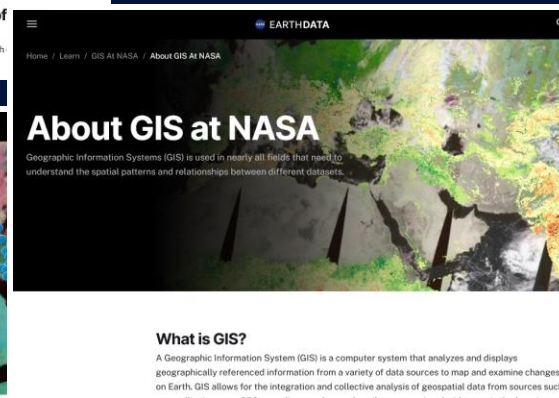 of
EARTHDATA
Home / Learn / GIS At NASA / About GIS At NASA
About GIS at NASA
Geographic Information Systems (GIS) is used in nearly all fields that need to
understand the spatial patterns and relationships between different datasets.
What is GIS?
A Geographic Information System (GIS) is a computer system that analyzes and displays
geographically referenced information from a variety of data sources to map and examine changes
on Earth. GIS allows for the integration and collective analysis of geospatial data from sources such